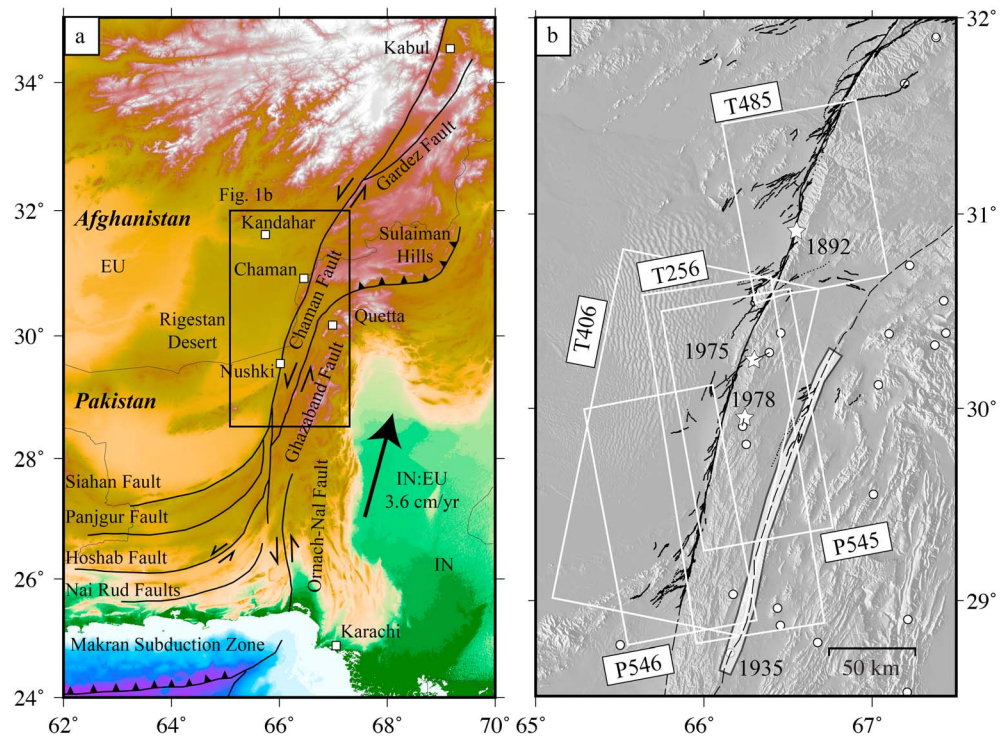 a
Kabul
34°
33°
32°
30°
28°
26°
24°
62°
64°
66°
68°
70°
Gardez Fault
Fig. 1b
Afghanistan
Kandahar
EU
Sulaiman
Hills
Chaman
Chaman Fault
Rigestan
Desert
Quetta
Nushki
Ghazaband Fault
Pakistan
IN:EU
3.6 cm/yr
Siahan Fault
Panjgur Fault
Hoshab Fault
Nai Rud Faults
Ornach-Nal Fault
IN
Karachi
Makran Subduction Zone
b
32°
31°
30°
29°
65°
66°
67°
T485
1892
T256
T406
1975
1978
P545
P546
1935
50 km